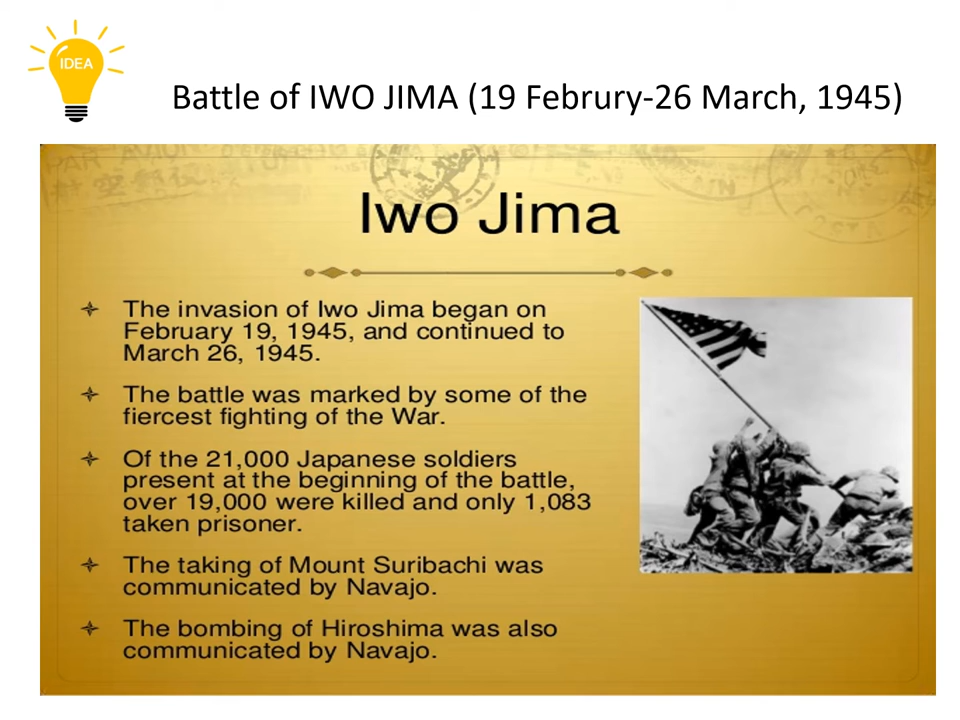 IDEA
Battle of IWO JIMA (19 Februry-26 March, 1945)
Iwo Jima
The invasion of Iwo Jima began on
February 19, 1945, and continued to
March 26, 1945.
The battle was marked by some of the
fiercest fighting of the War.
Of the 21,000 Japanese soldiers
present at the beginning of the battle,
over 19,000 were killed and only 1,083
taken prisoner.
The taking of Mount Suribachi was
communicated by Navajo.
The bombing of Hiroshima was also
communicated by Navajo.